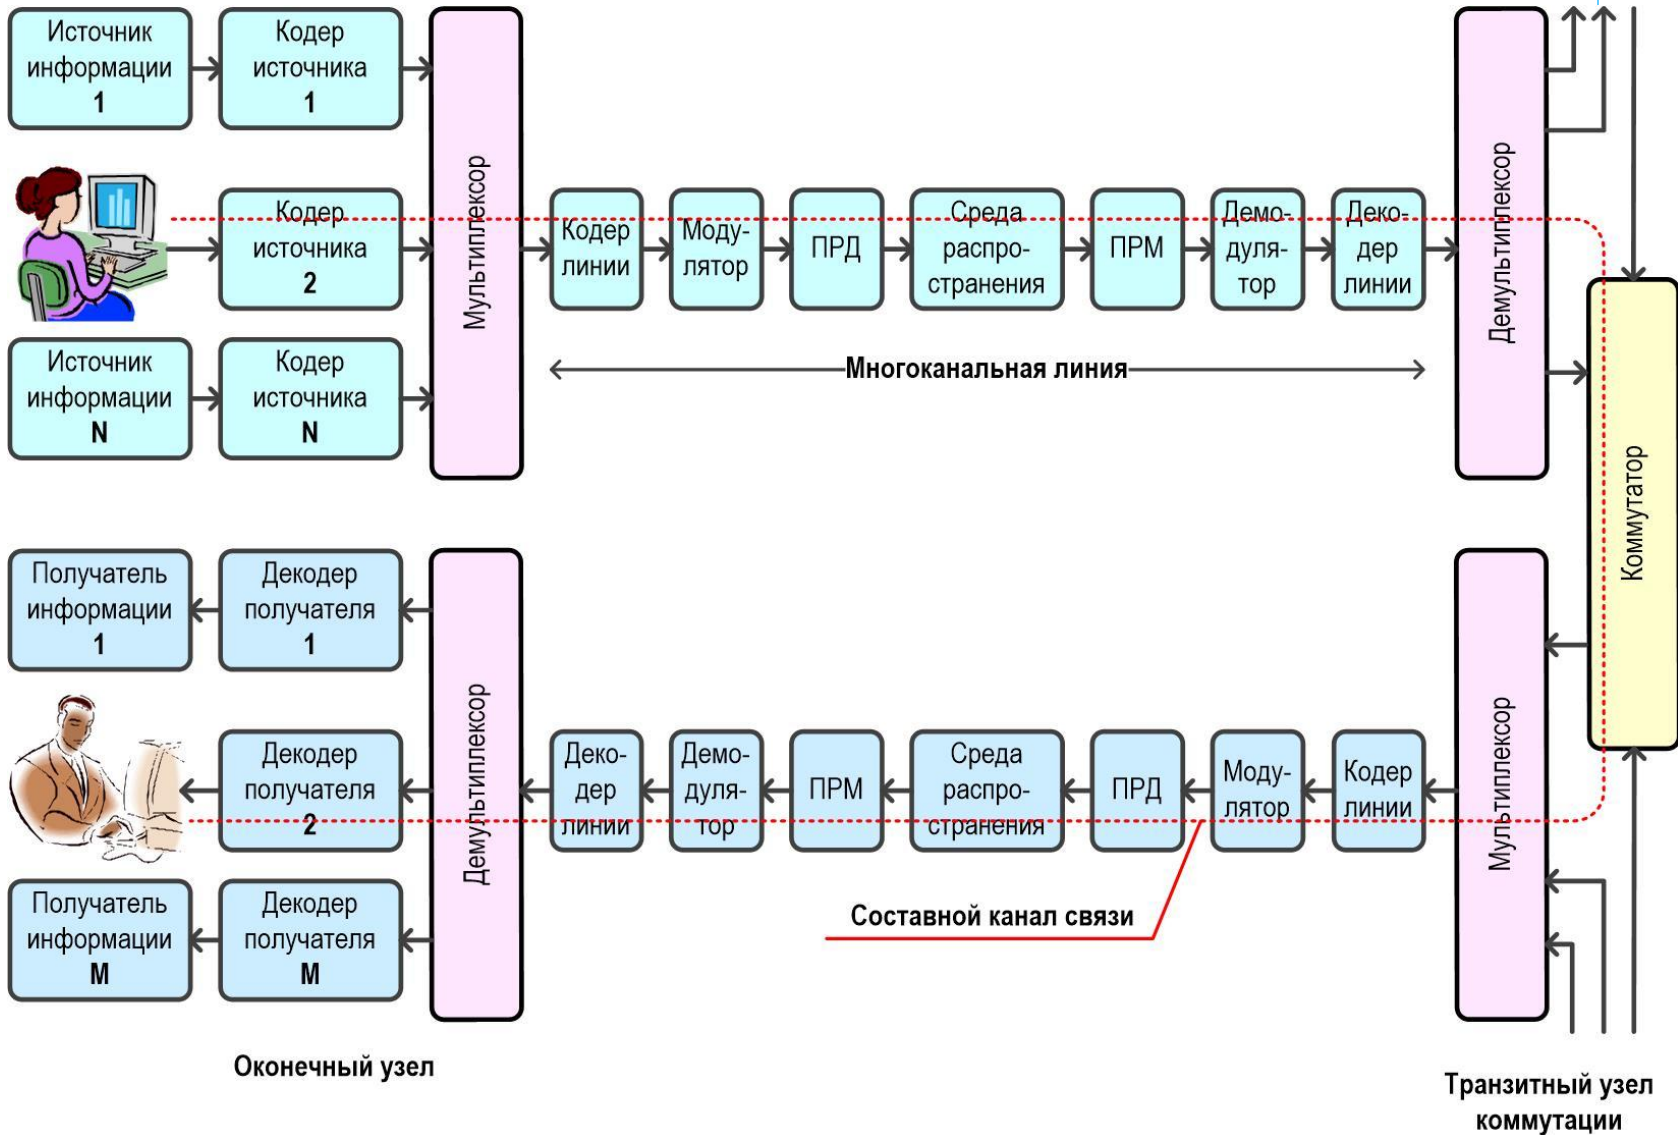 Источник
информации
1
Кодер
источника
1
Кодер
источника
2
Источник
информации
N
Кодер
источника
N
Мультиплексор
Кодер
линии
Моду-
лятор
ПРД
Среда
распро-
странения
ПРМ
Демо-
дуля-
тор
Деко-
дер
линии
Многоканальная линия
Демультиплексор
Коммутатор
Получатель
информации
1
Декодер
получателя
1
Декодер
получателя
2
Получатель
информации
M
Декодер
получателя
M
Демультиплексор
Деко-
дер
линии
Демо-
дуля-
тор
ПРМ
Среда
распро-
странения
ПРД
Моду-
лятор
Кодер
линии
Мультиплексор
Составной канал связи
Оконечный узел
Транзитный узел
коммутации